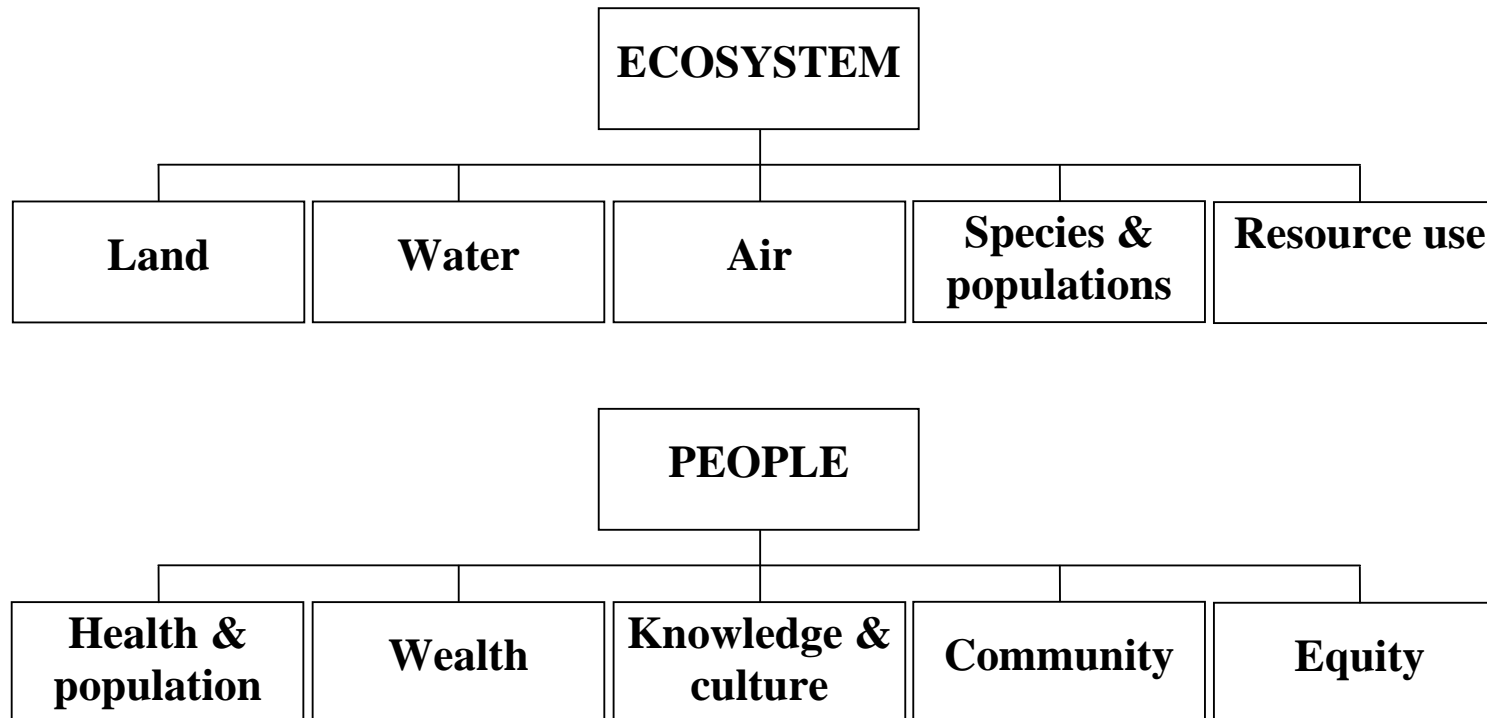 ECOSYSTEM
Land
Water
Air
Species &
populations
Resource use
PEOPLE
Health &
population
Wealth
Knowledge &
culture
Community
Equity